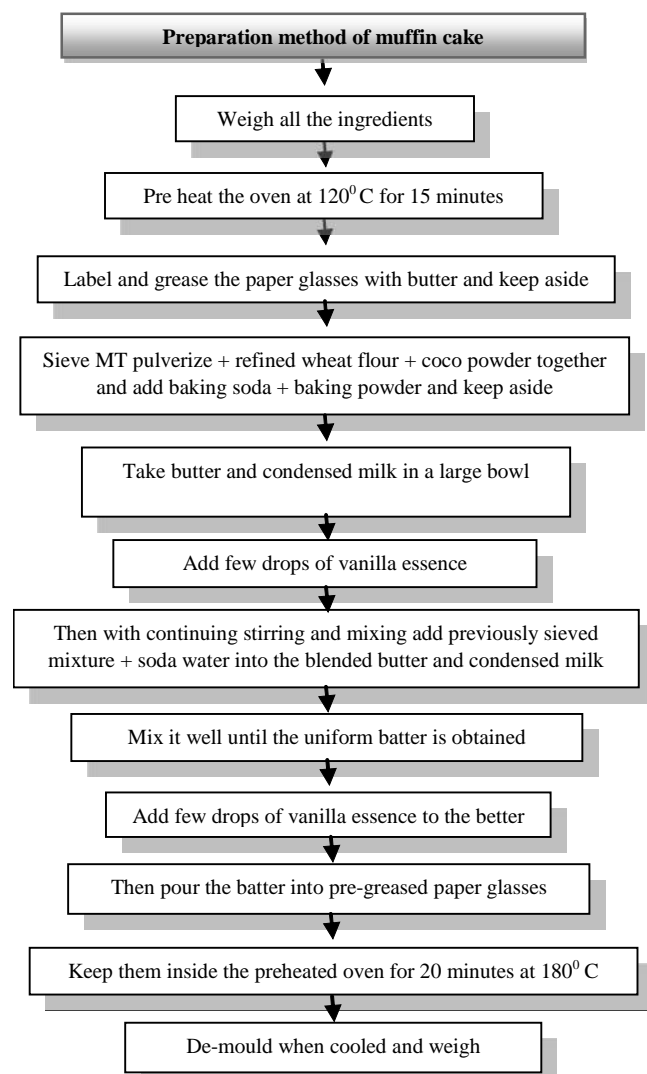 Preparation method of muffin cake
Weigh all the ingredients
Pre heat the oven at 120⁰ C for 15 minutes
Label and grease the paper glasses with butter and keep aside
Sieve MT pulverize + refined wheat flour + coco powder together
and add baking soda + baking powder and keep aside
Take butter and condensed milk in a large bowl
Add few drops of vanilla essence
Then with continuing stirring and mixing add previously sieved
mixture + soda water into the blended butter and condensed milk
Mix it well until the uniform batter is obtained
Add few drops of vanilla essence to the better
Then pour the batter into pre-greased paper glasses
Keep them inside the preheated oven for 20 minutes at 180⁰ C
De-mould when cooled and weigh